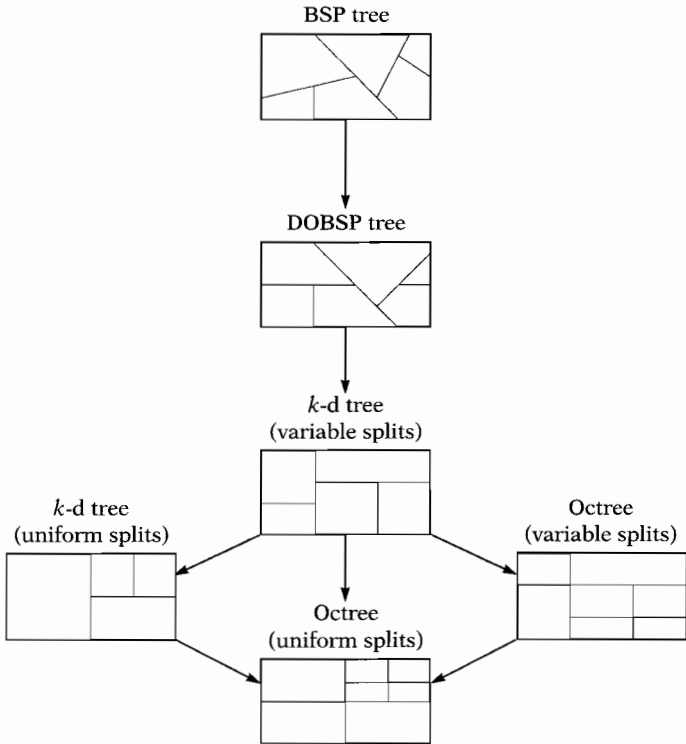 BSP tree
DOBSP tree
k-d tree
(variable splits)
k-d tree
(uniform splits)
Octree
(variable splits)
Octree
(uniform splits)